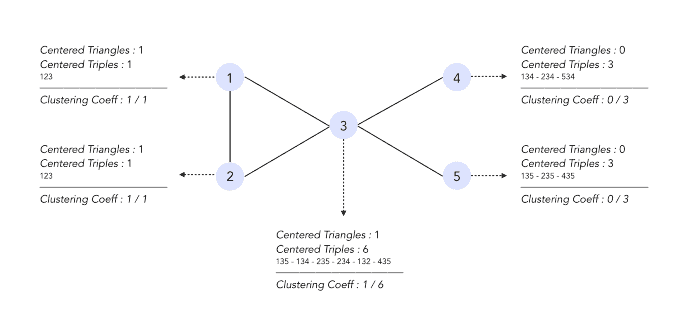 Centered Triangles : 1
Centered Triples : 1
123
Clustering Coeff : 1 / 1
1
4
Centered Triangles : 0
Centered Triples : 3
134 - 234 - 534
Clustering Coeff : 0 / 3
3
Centered Triangles : 1
Centered Triples : 1
123
Clustering Coeff : 1 / 1
2
5
Centered Triangles : 0
Centered Triples : 3
135 - 235 - 435
Clustering Coeff : 0 / 3
Centered Triangles : 1
Centered Triples : 6
135 - 134 - 235 - 234 - 132 - 435
Clustering Coeff : 1 / 6